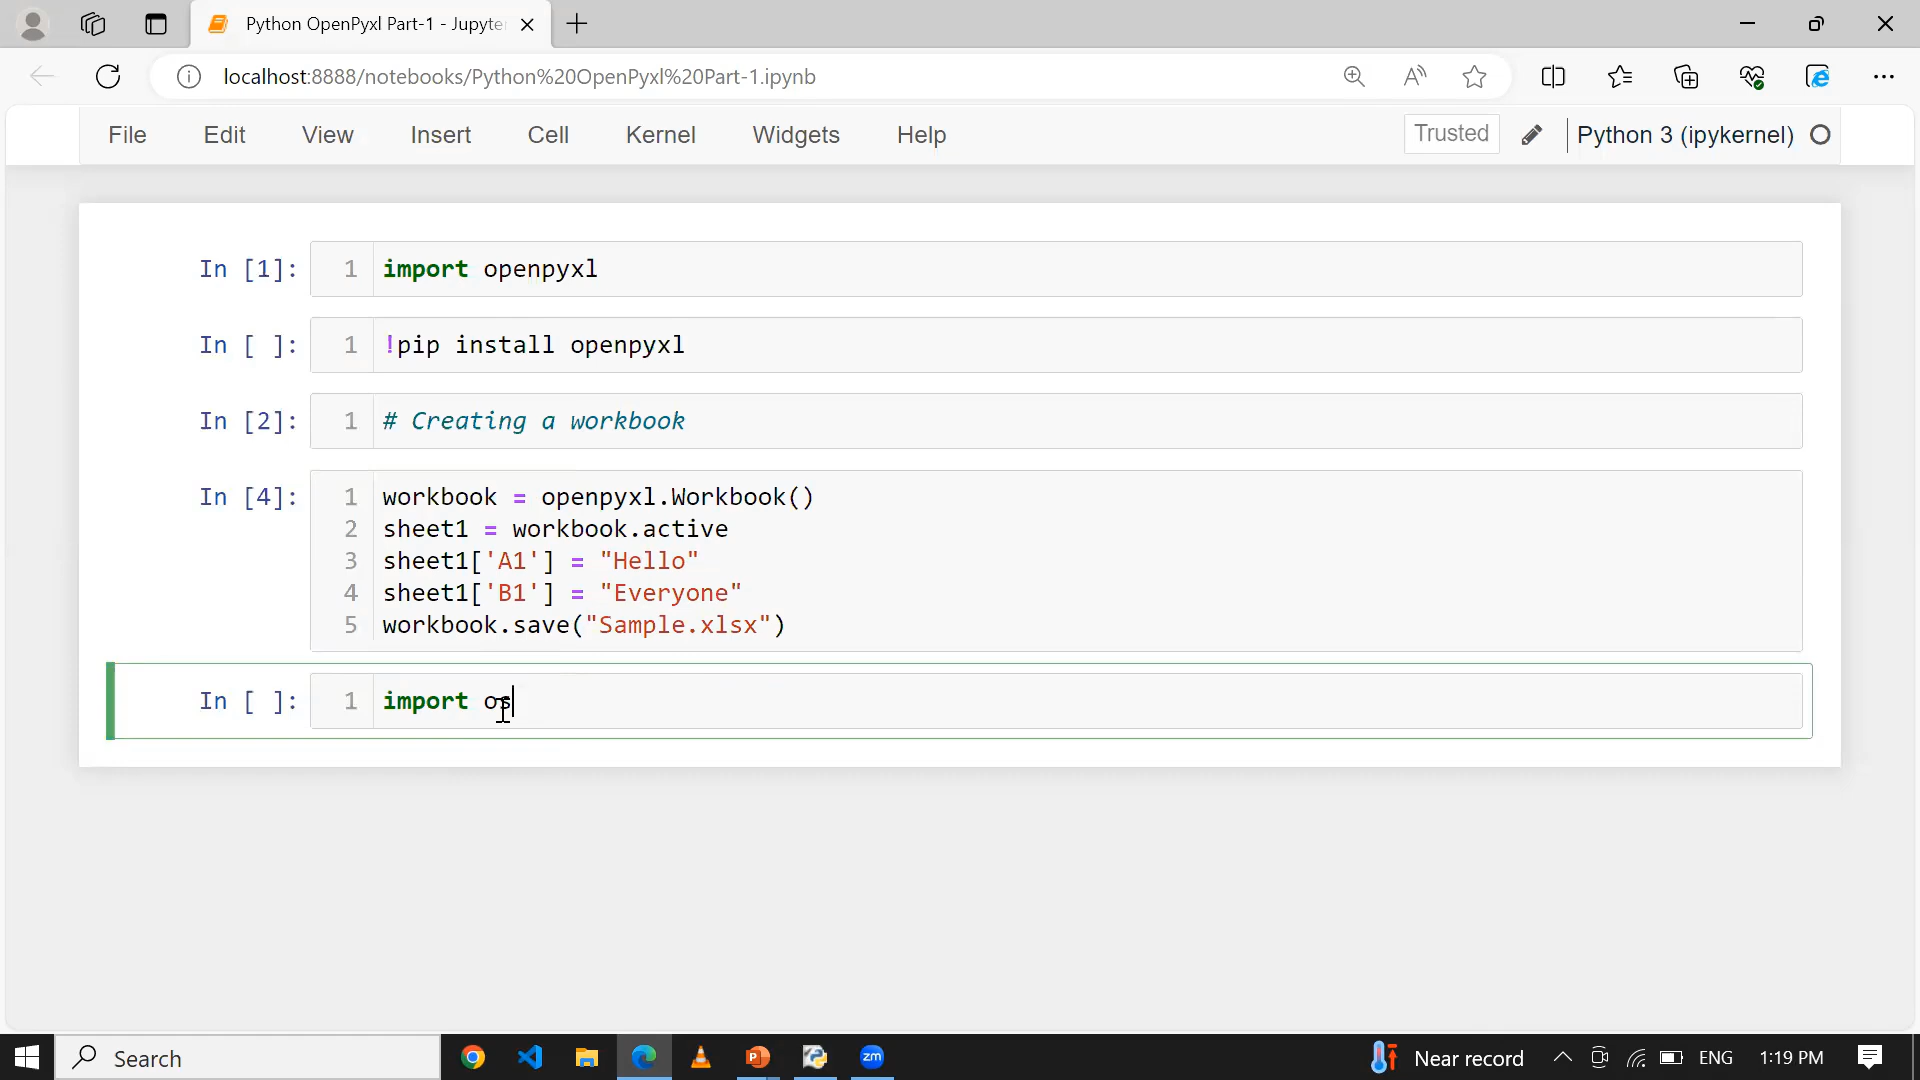 Python OpenPyxl Part-1 - Jupyte
localhost:8888/notebooks/Python%20OpenPyxl%20Part-1.ipynb
File Edit View Insert Cell Kernel Widgets Help Trusted Python 3 (ipykernel)
In [1]: 1 import openpyxl
In [ ]: 1 !pip install openpyxl
In [2]: 1 # Creating a workbook
In [4]: 1 workbook = openpyxl.Workbook()
2 sheet1 = workbook.active
3 sheet1['A1'] = "Hello"
4 sheet1['B1'] = "Everyone"
5 workbook.save("Sample.xlsx")
In [ ]: 1 import os
Search zm Near record ENG 1:19 PM